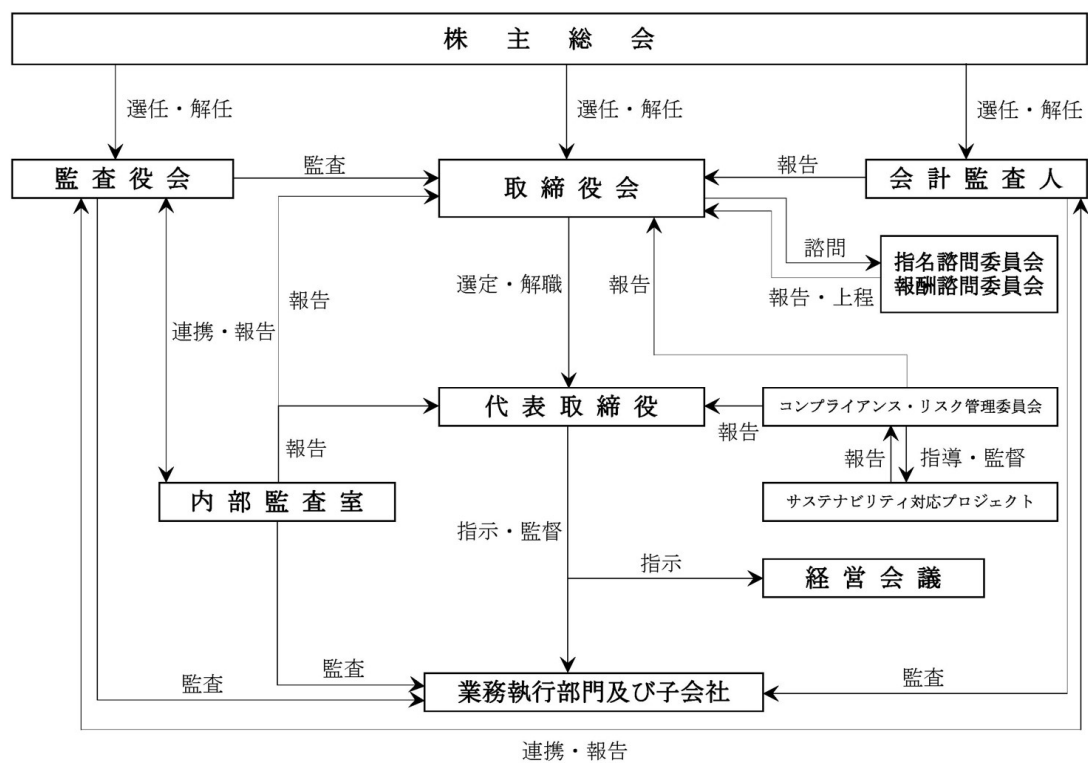 株主総会
選任・解任
選任・解任
選任・解任
監査役会
監査
取締役会
報告
会計監査人
諮問
指名諮問委員会
報酬諮問委員会
報告・上程
報告
選定・解職
報告
連携・報告
代表取締役
報告
コンプライアンス・リスク管理委員会
報告
報告
指導・監督
内部監査室
サステナビリティ対応プロジェクト
指示・監督
指示
経営会議
監査
監査
業務執行部門及び子会社
監査
連携・報告